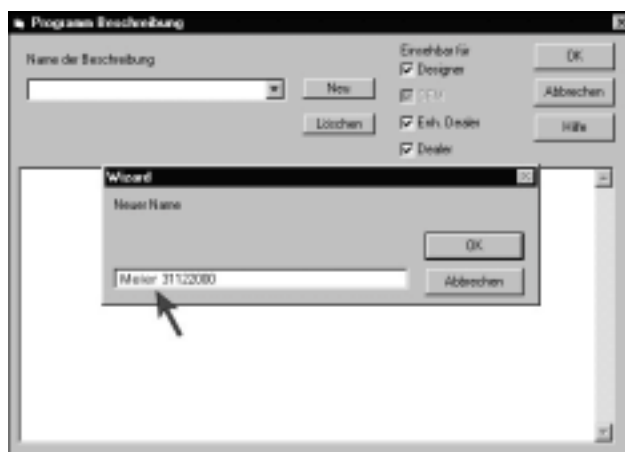 Programm Beschreibung
Name der Beschreibung
Neu
Löschen
Einsehbar für
Designer
OEM
Enh. Dealer
Dealer
OK
Abbrechen
Hilfe
Wizard
Neuer Name
OK
Meier 31122000
Abbrechen